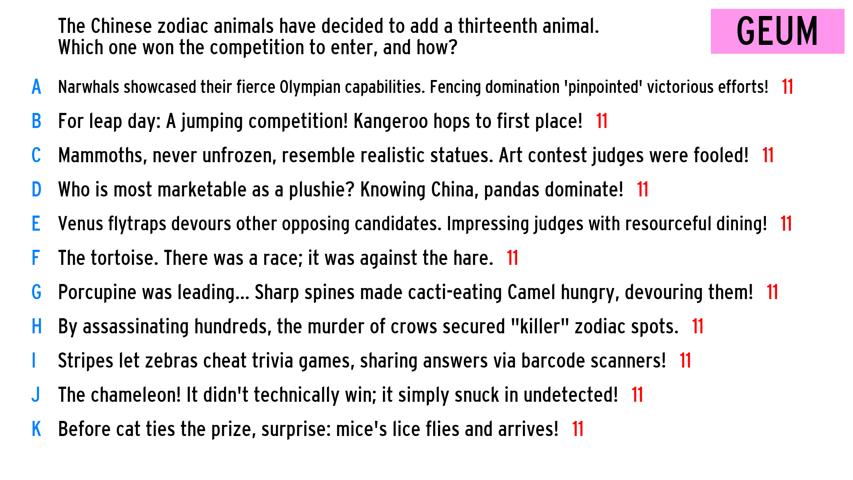 The Chinese zodiac animals have decided to add a thirteenth animal.
Which one won the competition to enter, and how?
GEUM
A Narwhals showcased their fierce Olympian capabilities. Fencing domination 'pinpointed' victorious efforts! 11
B For leap day: A jumping competition! Kangeroo hops to first place! 11
C Mammoths, never unfrozen, resemble realistic statues. Art contest judges were fooled! 11
D Who is most marketable as a plushie? Knowing China, pandas dominate! 11
E Venus flytraps devours other opposing candidates. Impressing judges with resourceful dining! 11
F The tortoise. There was a race; it was against the hare. 11
G Porcupine was leading... Sharp spines made cacti-eating Camel hungry, devouring them! 11
H By assassinating hundreds, the murder of crows secured "killer" zodiac spots. 11
I Stripes let zebras cheat trivia games, sharing answers via barcode scanners! 11
J The chameleon! It didn't technically win; it simply snuck in undetected! 11
K Before cat ties the prize, surprise: mice's lice flies and arrives! 11